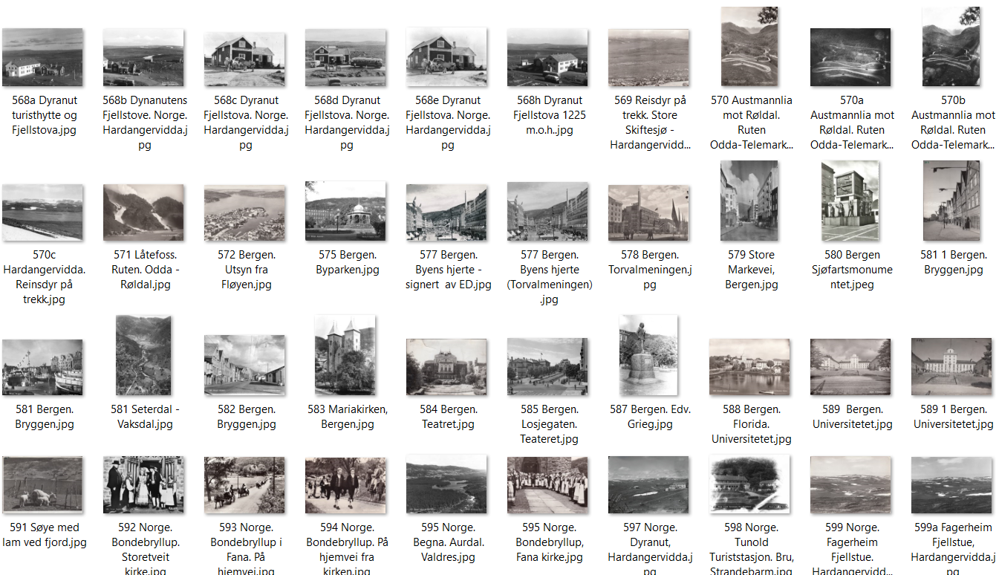 568a Dyranut
turisthytte og
Fjellstova.jpg
568b Dynanutens
Fjellstove. Norge.
Hardangervidda.j
pg
568c Dyranut
Fjellstova. Norge.
Hardangervidda.j
pg
568d Dyranut
Fjellstova. Norge.
Hardangervidda.j
pg
568e Dyranut
Fjellstova. Norge.
Hardangervidda.j
pg
568h Dyranut
Fjellstova 1225
m.o.h..jpg
569 Reisdyr på
trekk. Store
Skiftesjø -
Hardangervidd...
570 Austmannlia
mot Røldal.
Ruten
Odda-Telemark...
570a
Austmannlia mot
Røldal. Ruten
Odda-Telemark...
570b
Austmannlia mot
Røldal. Ruten
Odda-Telemark...
570c
Hardangervidda.
Reinsdyr på
trekk.jpg
571 Låtefoss.
Ruten. Odda -
Røldal.jpg
572 Bergen.
Utsyn fra
Fløyen.jpg
575 Bergen.
Byparken.jpg
577 Bergen.
Byens hjerte -
signert  av ED.jpg
577 Bergen.
Byens hjerte
(Torvalmeningen)
.jpg
578 Bergen.
Torvalmeningen.j
pg
579 Store
Markevei,
Bergen.jpg
580 Bergen
Sjøfartsmonume
ntet.jpeg
581 1 Bergen.
Bryggen.jpg
581 Bergen.
Bryggen.jpg
581 Seterdal -
Vaksdal.jpg
582 Bergen.
Bryggen.jpg
583 Mariakirken,
Bergen.jpg
584 Bergen.
Teatret.jpg
585 Bergen.
Losjegaten.
Teateret.jpg
587 Bergen. Edv.
Grieg.jpg
588 Bergen.
Florida.
Universitetet.jpg
589  Bergen.
Universitetet.jpg
589 1 Bergen.
Universitetet.jpg
591 Søye med
lam ved fjord.jpg
592 Norge.
Bondebryllup.
Storetveit
kirke.jpg
593 Norge.
Bondebryllup i
Fana. På
hjemvei.jpg
594 Norge.
Bondebryllup. På
hjemvei fra
kirken.jpg
595 Norge.
Begna. Aurdal.
Valdres.jpg
595 Norge.
Bondebryllup,
Fana kirke.jpg
597 Norge.
Dyranut,
Hardangervidda.j
pg
598 Norge.
Tunold
Turiststasjon. Bru,
Strandebarm.jpg
599 Norge.
Fagerheim
Fjellstue.
Hardangervidd...
599a Fagerheim
Fjellstue,
Hardangervidda.j
pg